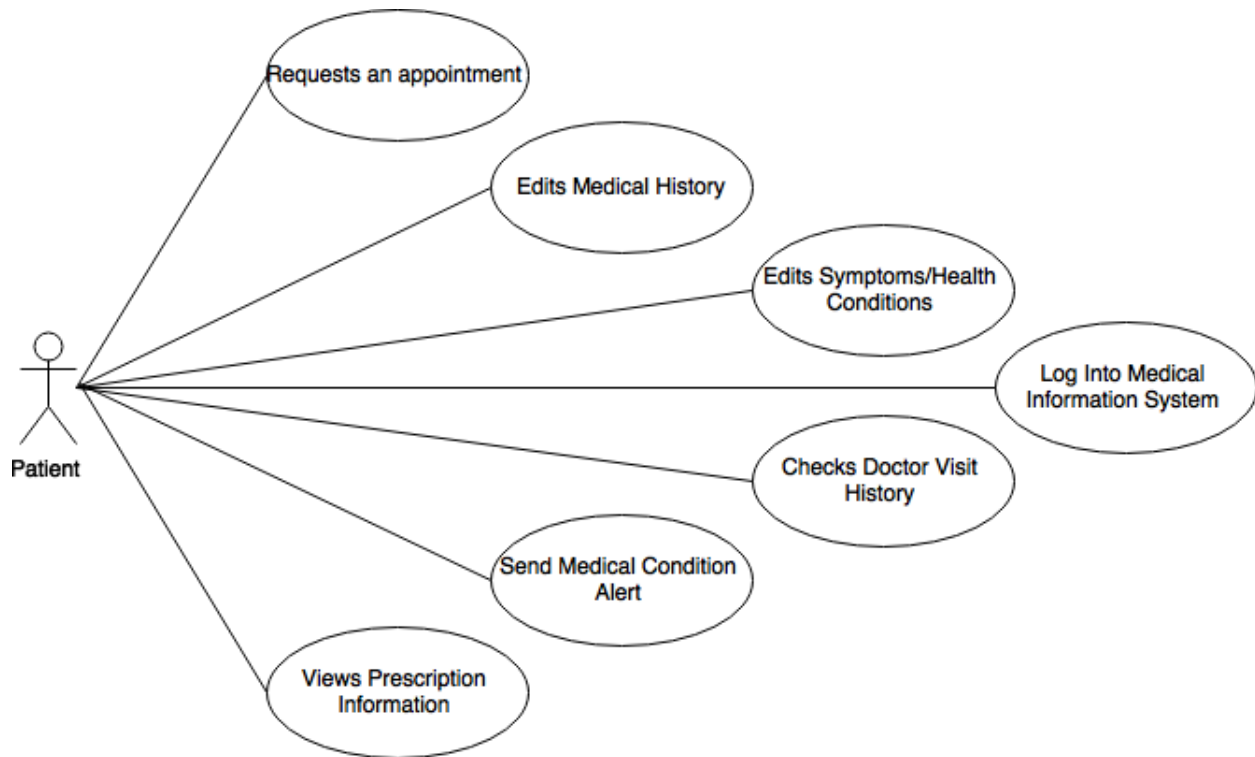 Requests an appointment
Edits Medical History
Edits Symptoms/Health
Conditions
Log Into Medical
Information System
Patient
Checks Doctor Visit
History
Send Medical Condition
Alert
Views Prescription
Information